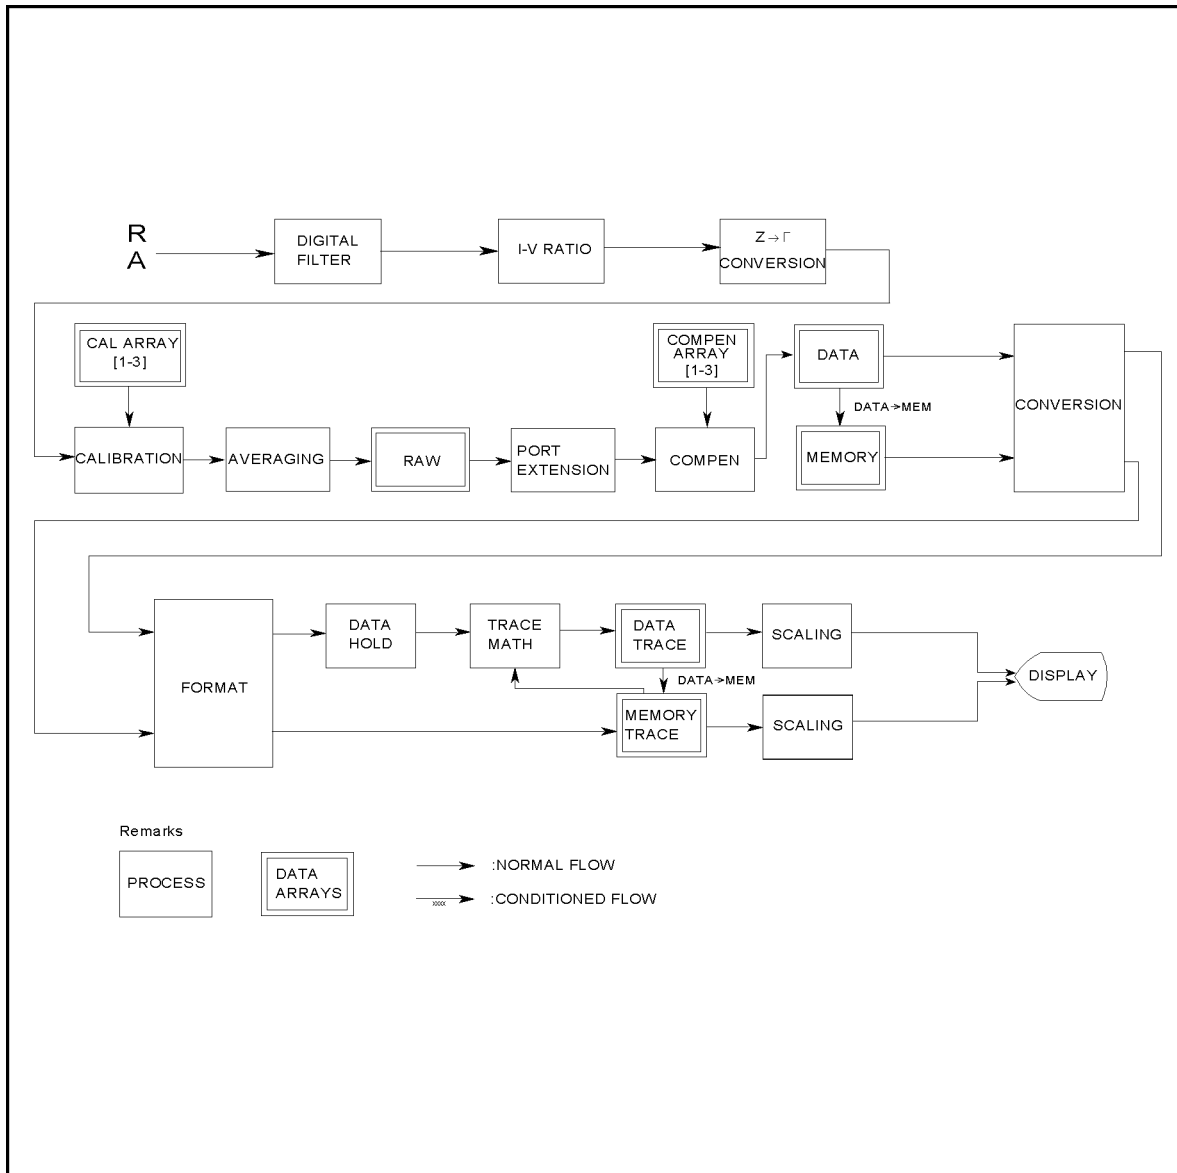 R
A
DIGITAL
FILTER
I-V RATIO
Z→Γ
CONVERSION
CAL ARRAY
[1-3]
COMPEN
ARRAY
[1-3]
DATA
DATA→MEM
CONVERSION
CALIBRATION
AVERAGING
RAW
PORT
EXTENSION
COMPEN
MEMORY
FORMAT
DATA
HOLD
TRACE
MATH
DATA
TRACE
SCALING
DATA→MEM
MEMORY
TRACE
SCALING
DISPLAY
Remarks
PROCESS
DATA
ARRAYS
:NORMAL FLOW
xxxx
:CONDITIONED FLOW